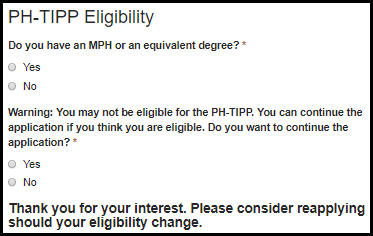 PH-TIPP Eligibility
Do you have an MPH or an equivalent degree? *
Yes
No
Warning: You may not be eligible for the PH-TIPP. You can continue the
application if you think you are eligible. Do you want to continue the
application? *
Yes
No
Thank you for your interest. Please consider reapplying
should your eligibility change.